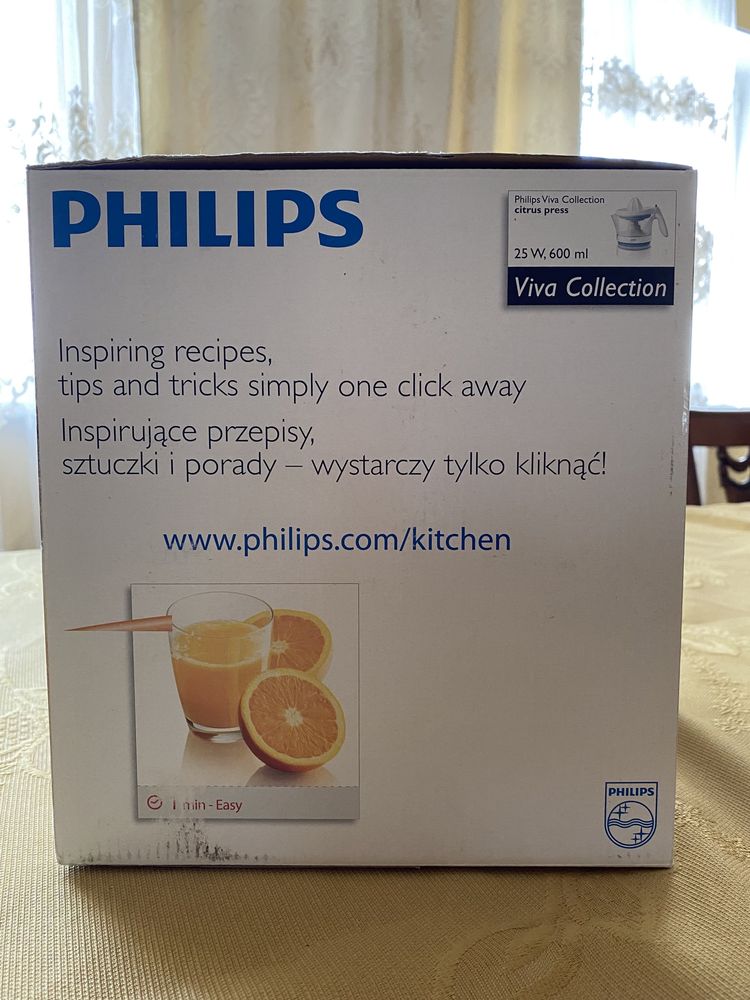 PHILIPS
Philips Viva Collection
citrus press
25 W, 600 ml
Viva Collection
Inspiring recipes,
tips and tricks simply one click away
Inspirujące przepisy,
sztuczki i porady – wystarczy tylko kliknąć!
www.philips.com/kitchen
1 min - Easy
PHILIPS